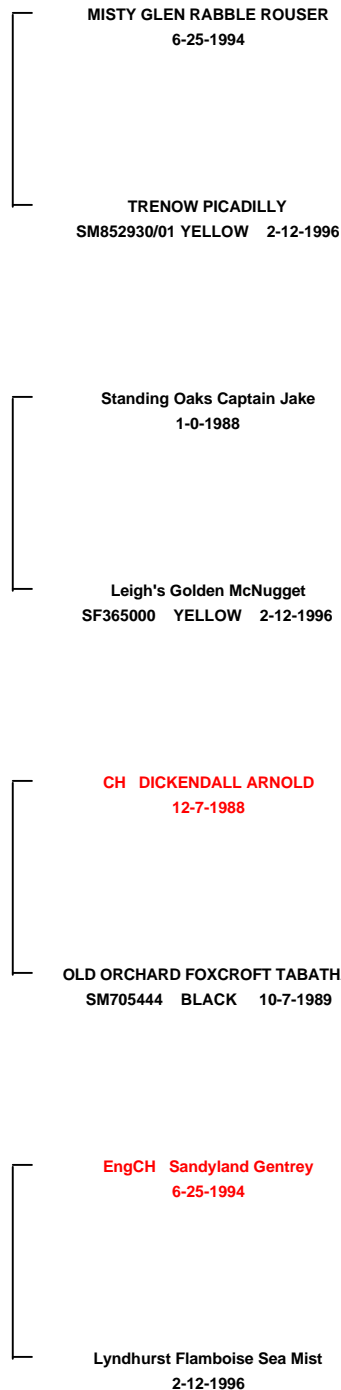 MISTY GLEN RABBLE ROUSER
6-25-1994
TRENOW PICADILLY
SM852930/01 YELLOW 2-12-1996
Standing Oaks Captain Jake
1-0-1988
Leigh's Golden McNugget
SF365000 YELLOW 2-12-1996
CH DICKENDALL ARNOLD
12-7-1988
OLD ORCHARD FOXCROFT TABATH
SM705444 BLACK 10-7-1989
EngCH Sandyland Gentrey
6-25-1994
Lyndhurst Flamboise Sea Mist
2-12-1996